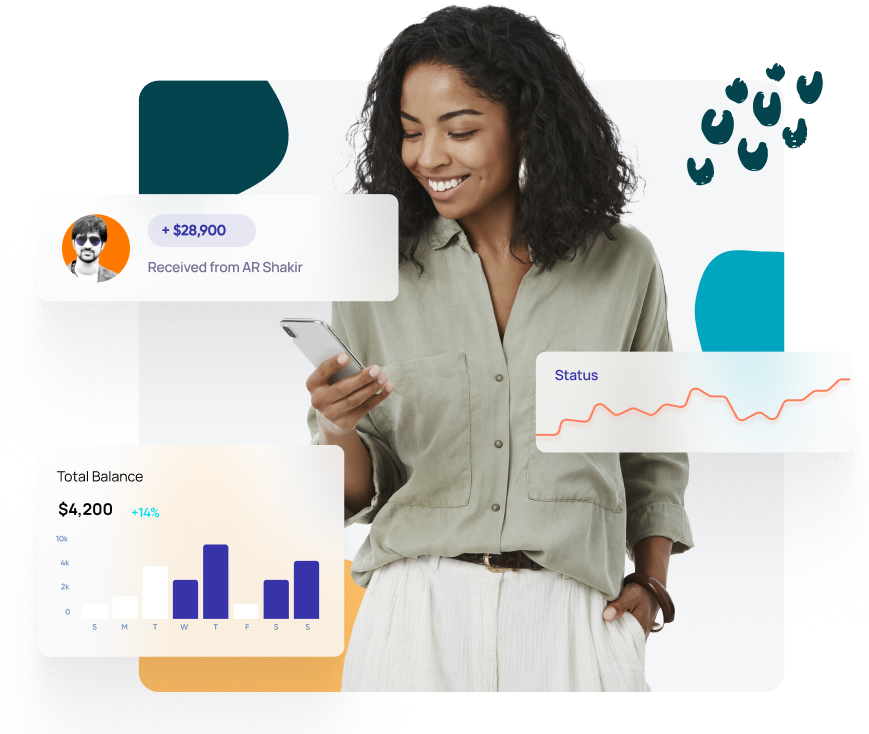 + $28,900
Received from AR Shakir
Status
Total Balance
$4,200 +14%
10k
4k
2k
0
S M T W T F S S